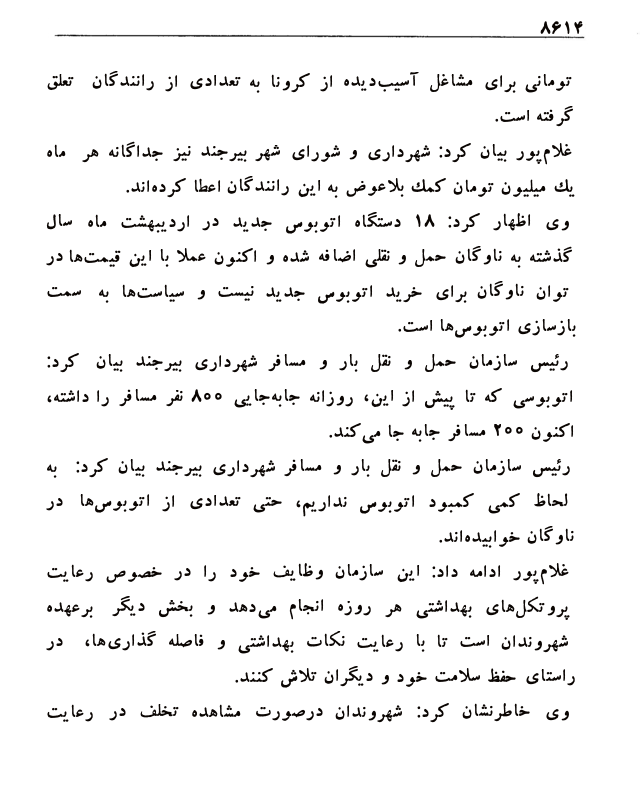 ۸۶۱۴
تومانی برای مشاغل آسیب‌دیده از کرونا به تعدادی از رانندگان تعلق
گرفته است.
غلام‌پور بیان کرد: شهرداری و شورای شهر بیرجند نیز جداگانه هر ماه
یك میلیون تومان کمك بلاعوض به این رانندگان اعطا کرده‌اند.
وی اظهار کرد: ۱۸ دستگاه اتوبوس جدید در اردیبهشت ماه سال
گذشته به ناوگان حمل و نقلی اضافه شده و اکنون عملا با این قیمت‌ها در
توان ناوگان برای خرید اتوبوس جدید نیست و سیاست‌ها به سمت
بازسازی اتوبوس‌ها است.
رئیس سازمان حمل و نقل بار و مسافر شهرداری بیرجند بیان کرد:
اتوبوسی که تا پیش از این، روزانه جابه‌جایی ۸۰۰ نفر مسافر را داشته،
اکنون ۲۰۰ مسافر جابه جا می‌کند.
رئیس سازمان حمل و نقل بار و مسافر شهرداری بیرجند بیان کرد: به
لحاظ کمی کمبود اتوبوس نداریم، حتی تعدادی از اتوبوس‌ها در
ناوگان خوابیده‌اند.
غلام‌پور ادامه داد: این سازمان وظایف خود را در خصوص رعایت
پروتکل‌های بهداشتی هر روزه انجام می‌دهد و بخش دیگر برعهده
شهروندان است تا با رعایت نکات بهداشتی و فاصله گذاری‌ها، در
راستای حفظ سلامت خود و دیگران تلاش کنند.
وی خاطرنشان کرد: شهروندان درصورت مشاهده تخلف در رعایت